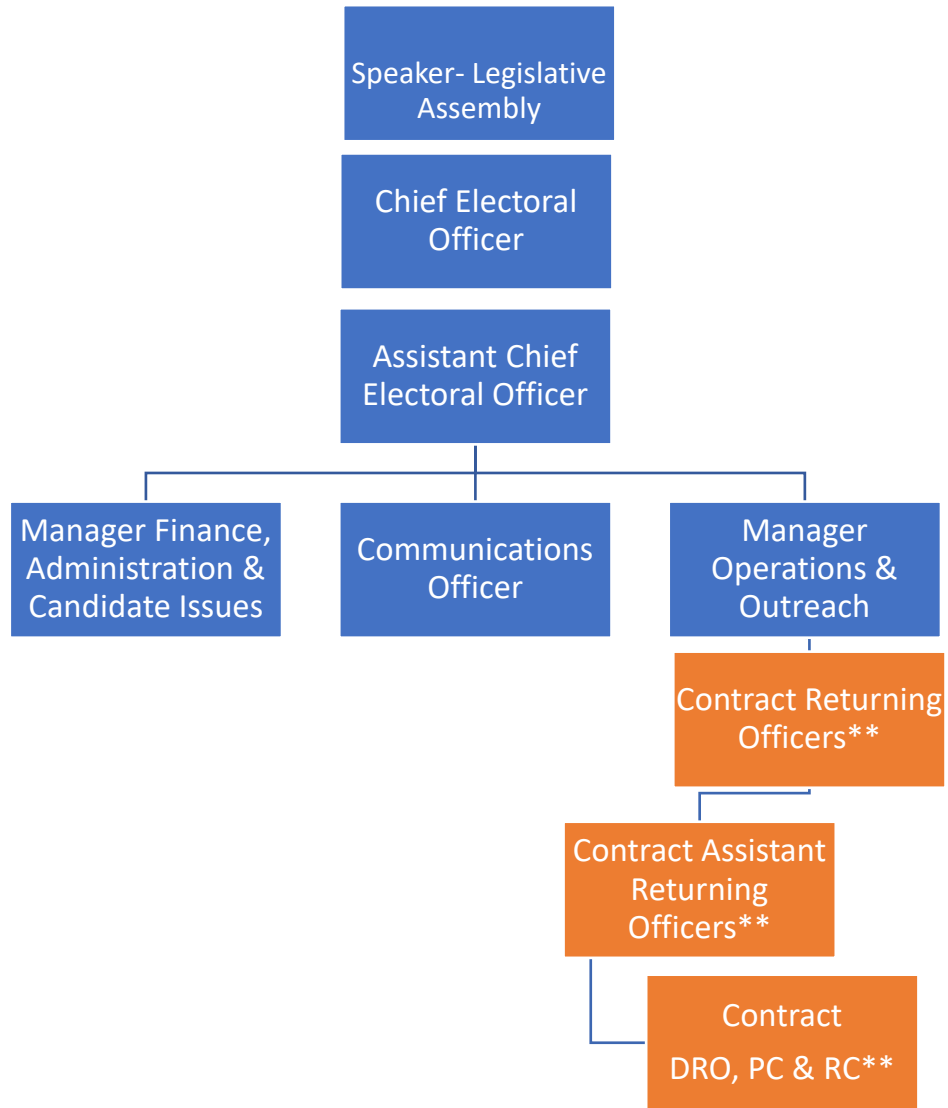 Speaker- Legislative
Assembly
Chief Electoral
Officer
Assistant Chief
Electoral Officer
Manager Finance,
Administration &
Candidate Issues
Communications
Officer
Manager
Operations &
Outreach
Contract Returning
Officers**
Contract Assistant
Returning
Officers**
Contract
DRO, PC & RC**